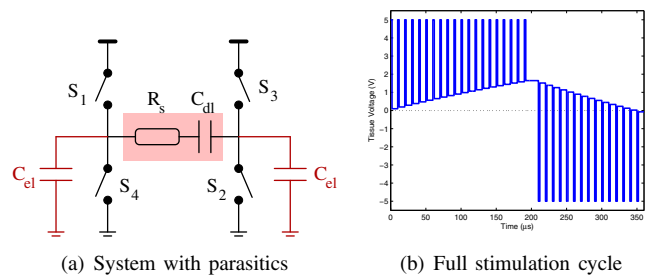 S1
S3
Rs
Cdl
Cel
S4
S2
Cel
(a) System with parasitics
Tissue Voltage (V)
5
4
3
2
1
0
−1
−2
−3
−4
−5
0
50
100
150
200
250
300
350
Time (µs)
(b) Full stimulation cycle